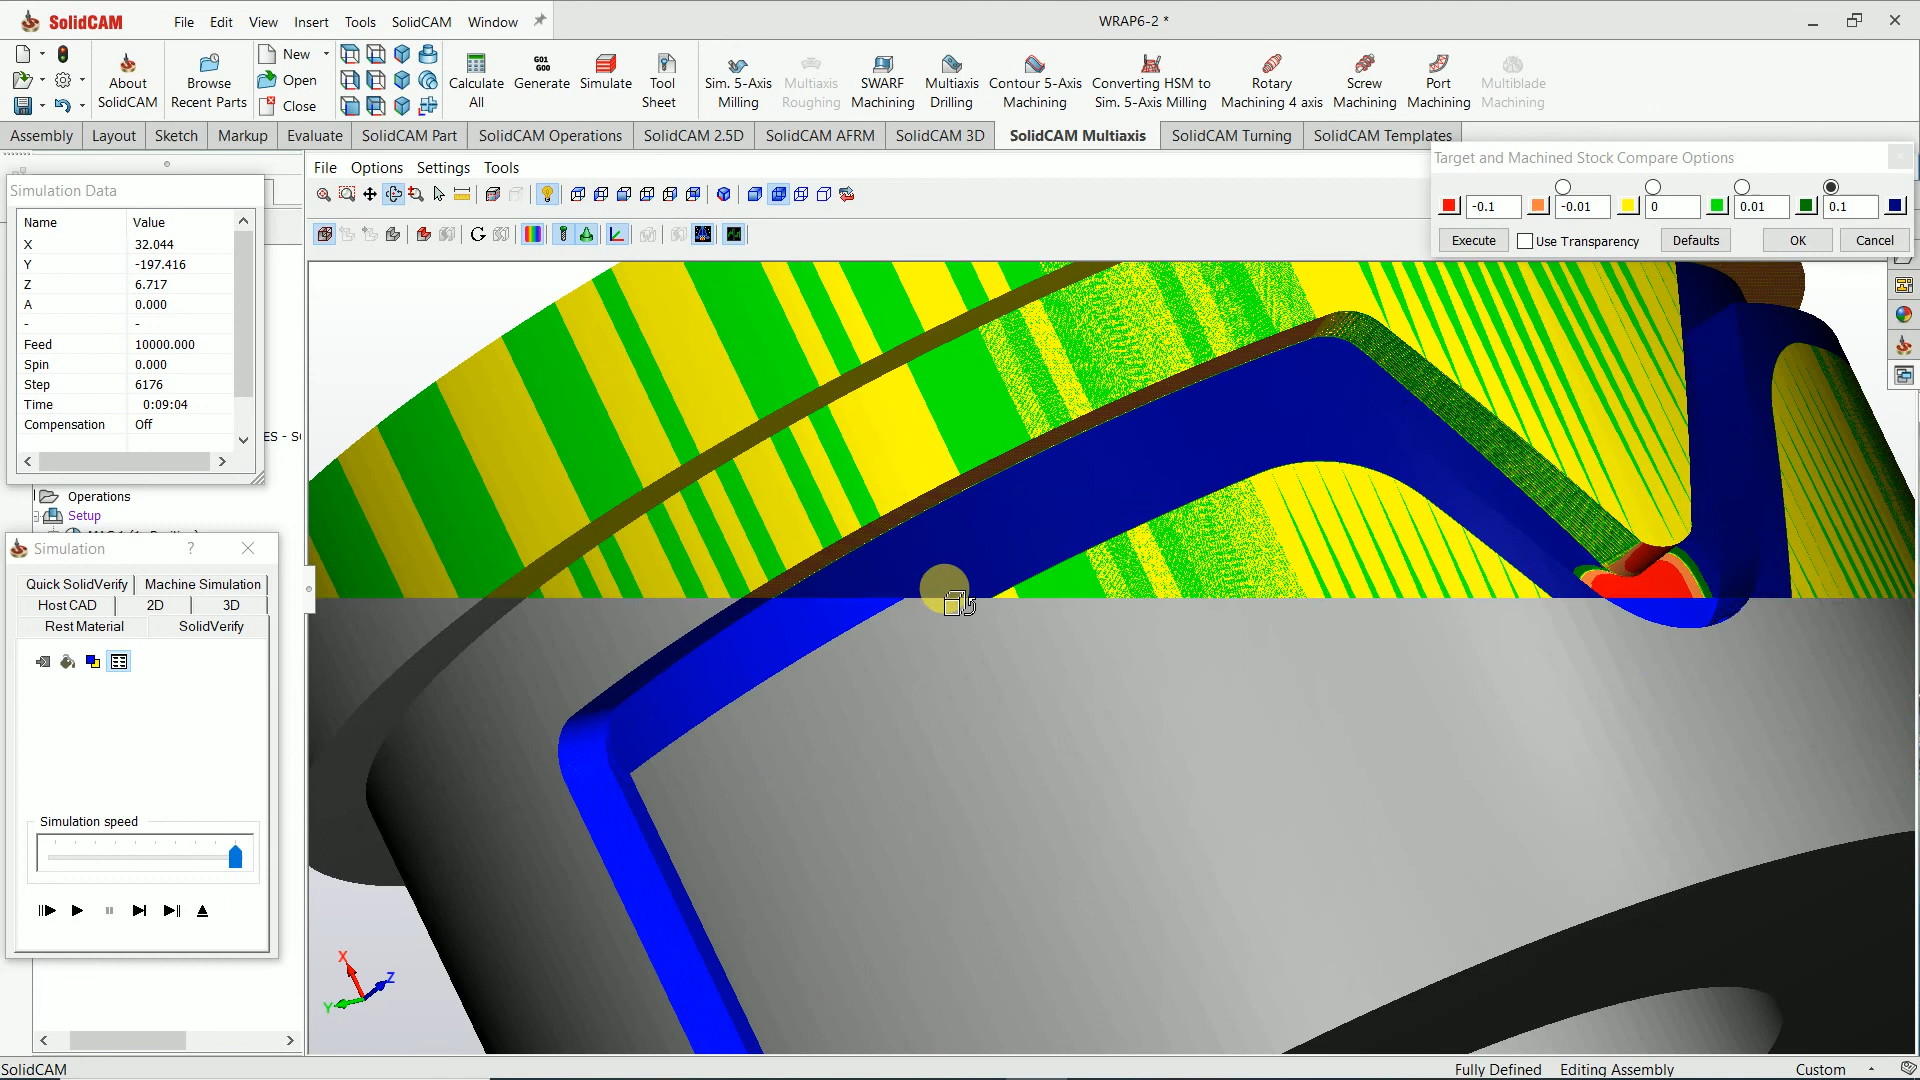 SolidCAM File Edit View Insert Tools SolidCAM Window WRAP6-2 *
New
Open
Close
About SolidCAM
Browse Recent Parts
Calculate All
G01 G00
Generate
Simulate
Tool Sheet
Sim. 5-Axis Milling
Multiaxis Roughing
SWARF Machining
Multiaxis Drilling
Contour 5-Axis Machining
Converting HSM to Sim. 5-Axis Milling
Rotary Machining 4 axis
Screw Machining
Port Machining
Multiblade Machining
Assembly Layout Sketch Markup Evaluate SolidCAM Part SolidCAM Operations SolidCAM 2.5D SolidCAM AFRM SolidCAM 3D SolidCAM Multiaxis SolidCAM Turning SolidCAM Templates
File Options Settings Tools
Target and Machined Stock Compare Options
-0.1 -0.01 0 0.01 0.1
Execute Use Transparency Defaults OK Cancel
Simulation Data
Name Value
X 32.044
Y -197.416
Z 6.717
A 0.000
- -
Feed 10000.000
Spin 0.000
Step 6176
Time 0:09:04
Compensation Off
ES - S
Operations
Setup
Simulation ?
Quick SolidVerify Machine Simulation
Host CAD 2D 3D
Rest Material SolidVerify
Simulation speed
X
Z
Y
SolidCAM Fully Defined Editing Assembly Custom